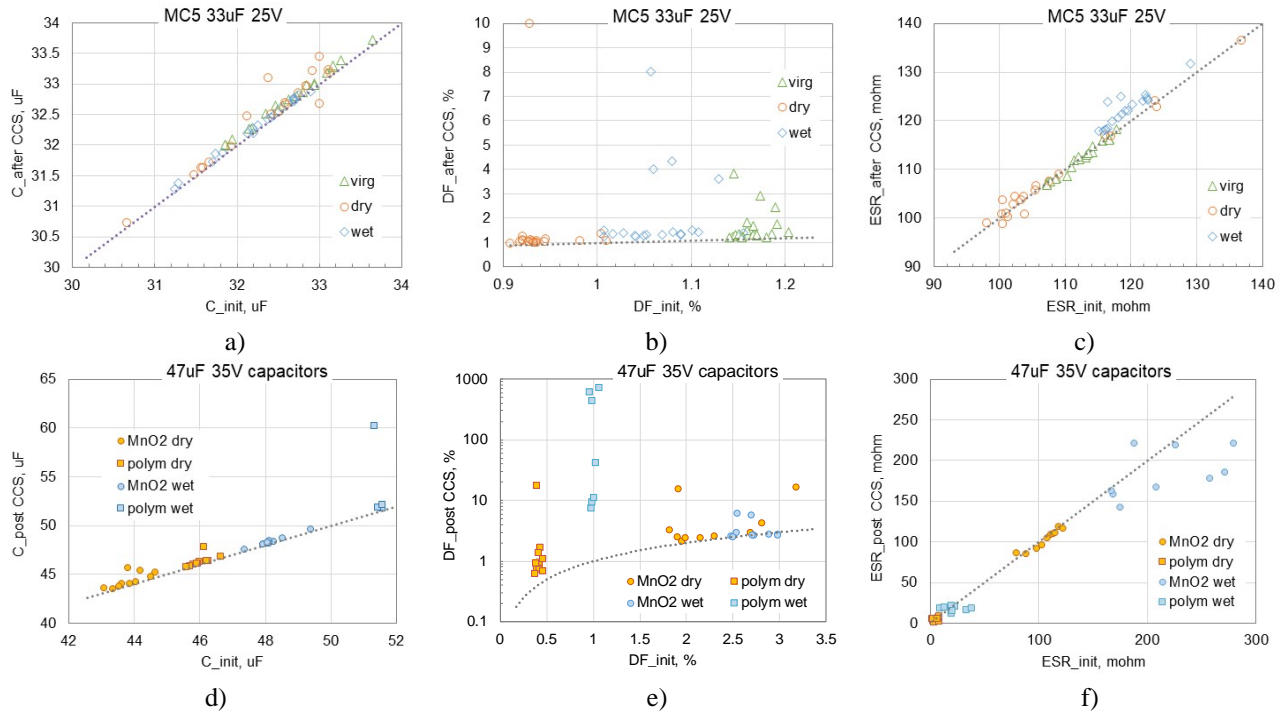 MC5 33uF 25V
34
33.5
33
32.5
32
31.5
31
30.5
30
C_after CCS, uF
virg
dry
wet
30 31 32 33 34
C_init, uF
a)
MC5 33uF 25V
10
9
8
7
6
5
4
3
2
1
0
DF_after CCS, %
virg
dry
wet
0.9 1 1.1 1.2
DF_init, %
b)
MC5 33uF 25V
140
130
120
110
100
90
ESR_after CCS, mohm
virg
dry
wet
90 100 110 120 130 140
ESR_init, mohm
c)
47uF 35V capacitors
65
60
55
50
45
40
C_post CCS, uF
MnO2 dry
polym dry
MnO2 wet
polym wet
42 44 46 48 50 52
C_init, uF
d)
47uF 35V capacitors
1000
100
10
1
0.1
DF_post CCS, %
MnO2 dry polym dry
MnO2 wet polym wet
0 0.5 1 1.5 2 2.5 3 3.5
DF_init, %
e)
47uF 35V capacitors
300
250
200
150
100
50
0
ESR_post CCS, mohm
MnO2 dry
polym dry
MnO2 wet
polym wet
0 100 200 300
ESR_init, mohm
f)